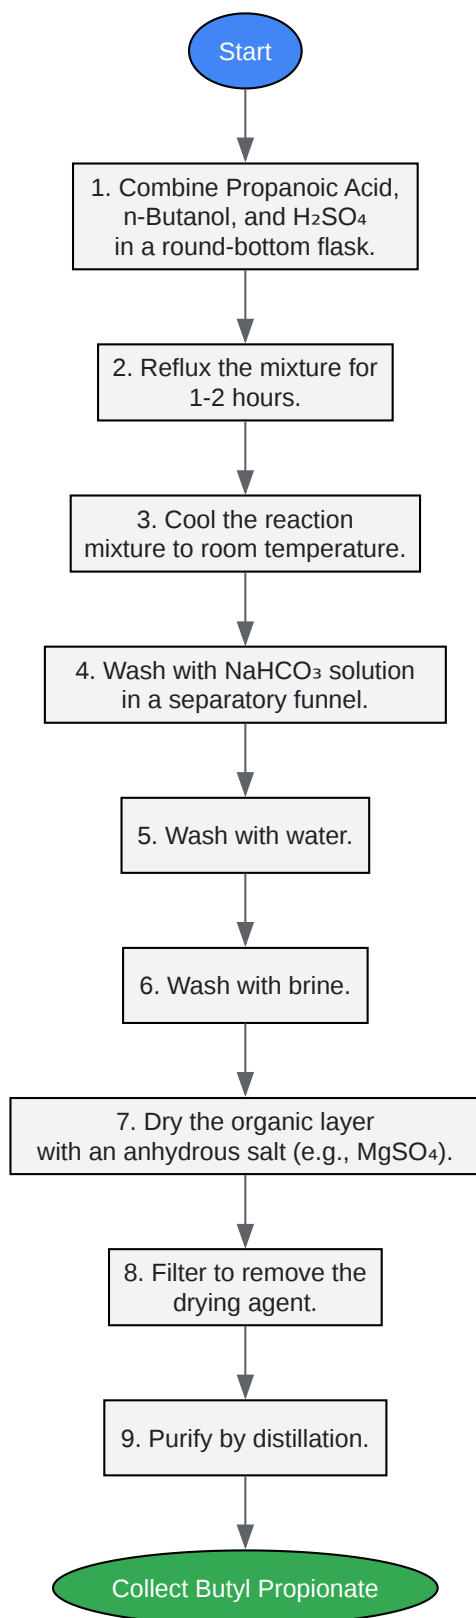 Start
1. Combine Propanoic Acid,
n-Butanol, and H₂SO₄
in a round-bottom flask.
2. Reflux the mixture for
1-2 hours.
3. Cool the reaction
mixture to room temperature.
4. Wash with NaHCO₃ solution
in a separatory funnel.
5. Wash with water.
6. Wash with brine.
7. Dry the organic layer
with an anhydrous salt (e.g., MgSO₄).
8. Filter to remove the
drying agent.
9. Purify by distillation.
Collect Butyl Propionate